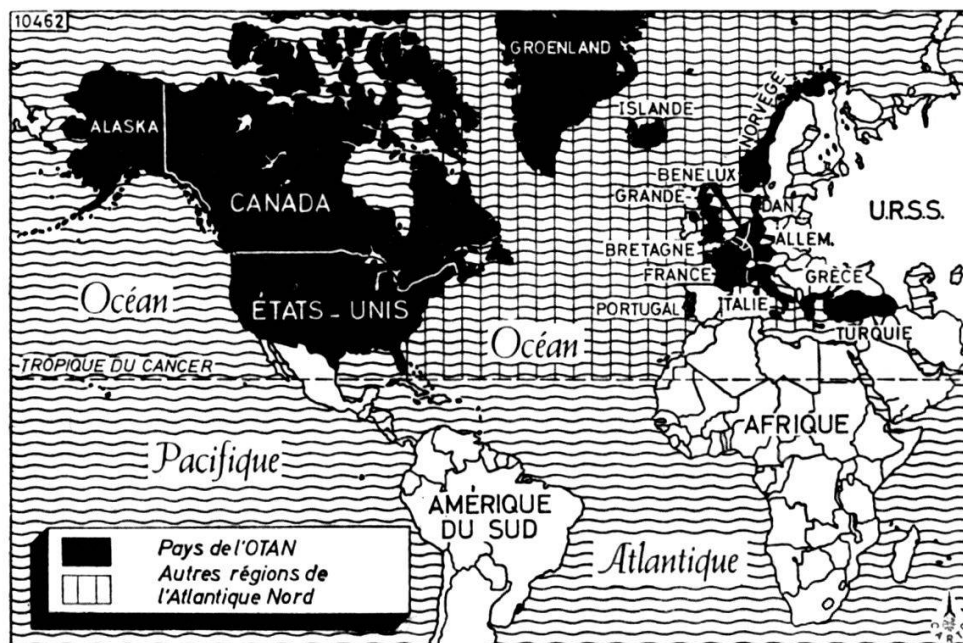 10462
GROENLAND
ALASKA
ISLANDE
NORVÈGE
BENELUX
CANADA
GRANDE-
DAN.
U.R.S.S.
BRETAGNE
ALLEM.
FRANCE
GRÈCE
Océan
ÉTATS-UNIS
PORTUGAL
ITALIE
Océan
TURQUIE
TROPIQUE DU CANCER
AFRIQUE
Pacifique
AMÉRIQUE
DU SUD
Atlantique
Pays de l'OTAN
Autres régions de
l'Atlantique Nord